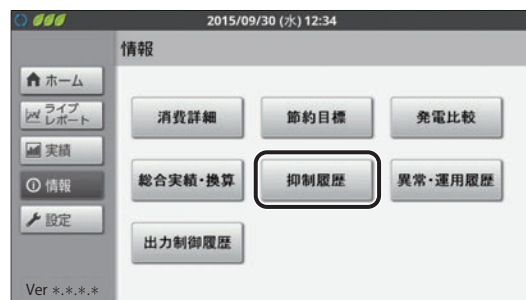 2015/09/30 (水) 12:34
情報
ホーム
ライブ
レポート
実績
情報
設定
消費詳細
節約目標
発電比較
総合実績・換算
抑制履歴
異常・運用履歴
出力制御履歴
Ver *.*.*.*